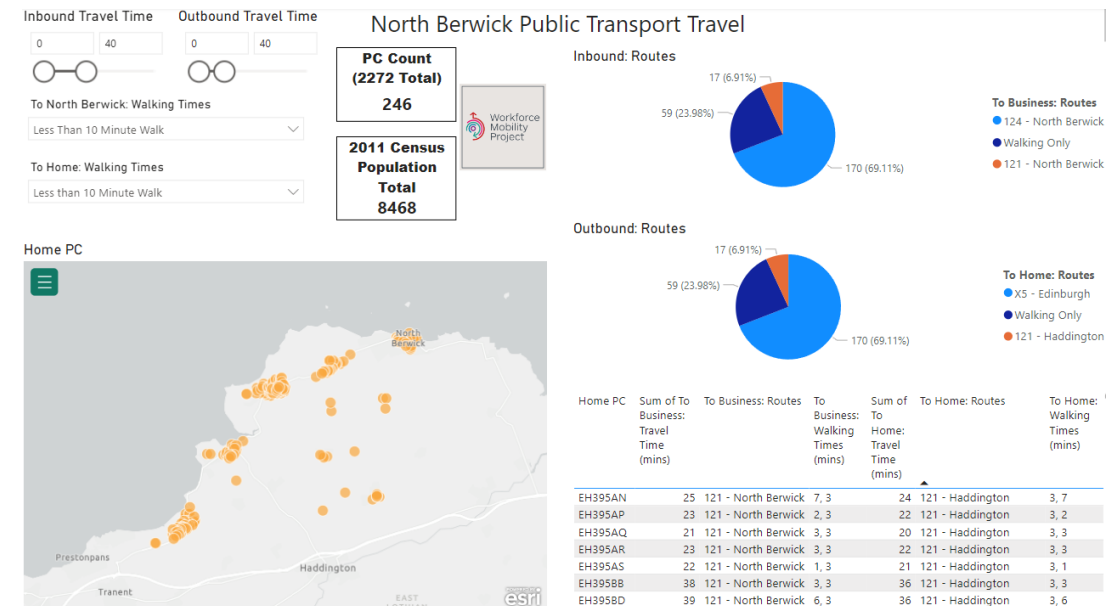 North Berwick Public Transport Travel
Inbound Travel Time
Outbound Travel Time
0
40
0
40
To North Berwick: Walking Times
Less Than 10 Minute Walk
To Home: Walking Times
Less than 10 Minute Walk
PC Count
(2272 Total)
246
2011 Census
Population
Total
8468
Workforce
Mobility
Project
Inbound: Routes
17 (6.91%)
59 (23.98%)
170 (69.11%)
To Business: Routes
124 - North Berwick
Walking Only
121 - North Berwick
Outbound: Routes
17 (6.91%)
59 (23.98%)
170 (69.11%)
To Home: Routes
X5 - Edinburgh
Walking Only
121 - Haddington
Home PC
North
Berwick
Prestonpans
Haddington
Tranent
EAST
esri
Home PC Sum of To Business: Travel Time (mins) To Business: Routes To Business: Walking Times (mins) Sum of To Home: Travel Time (mins) To Home: Routes To Home: Walking Times (mins)
EH395AN 25 121 - North Berwick 7, 3 24 121 - Haddington 3, 7
EH395AP 23 121 - North Berwick 2, 3 22 121 - Haddington 3, 2
EH395AQ 21 121 - North Berwick 3, 3 20 121 - Haddington 3, 3
EH395AR 23 121 - North Berwick 3, 3 22 121 - Haddington 3, 3
EH395AS 22 121 - North Berwick 1, 3 21 121 - Haddington 3, 1
EH395BB 38 121 - North Berwick 3, 3 36 121 - Haddington 3, 3
EH395BD 39 121 - North Berwick 6, 3 36 121 - Haddington 3, 6